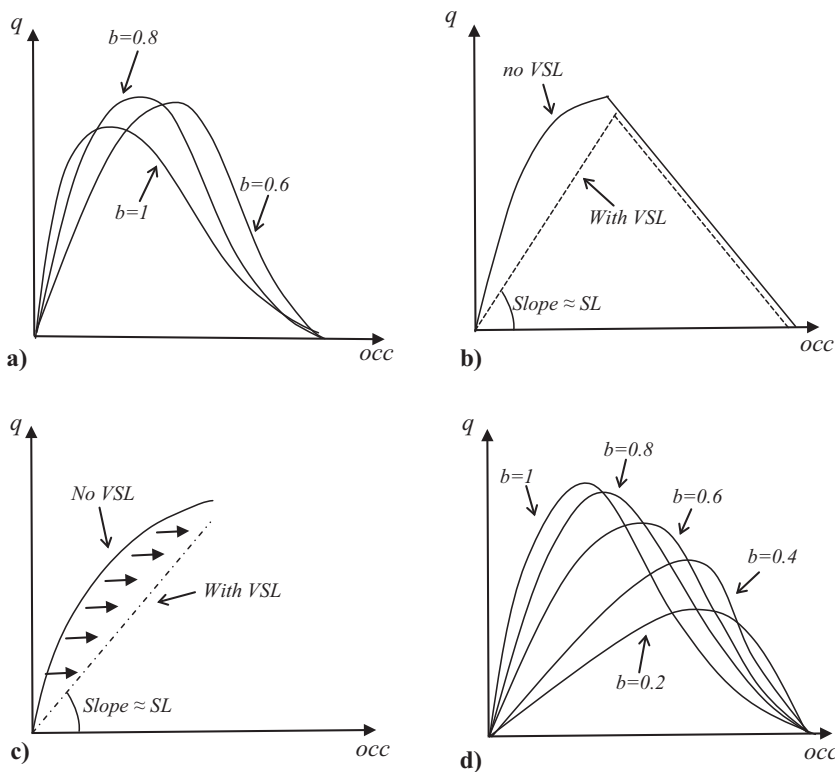 q
b=0.8
b=0.6
b=1
occ
a)
q
no VSL
With VSL
Slope ≈ SL
occ
b)
q
No VSL
With VSL
Slope ≈ SL
occ
c)
q
b=1
b=0.8
b=0.6
b=0.4
b=0.2
occ
d)